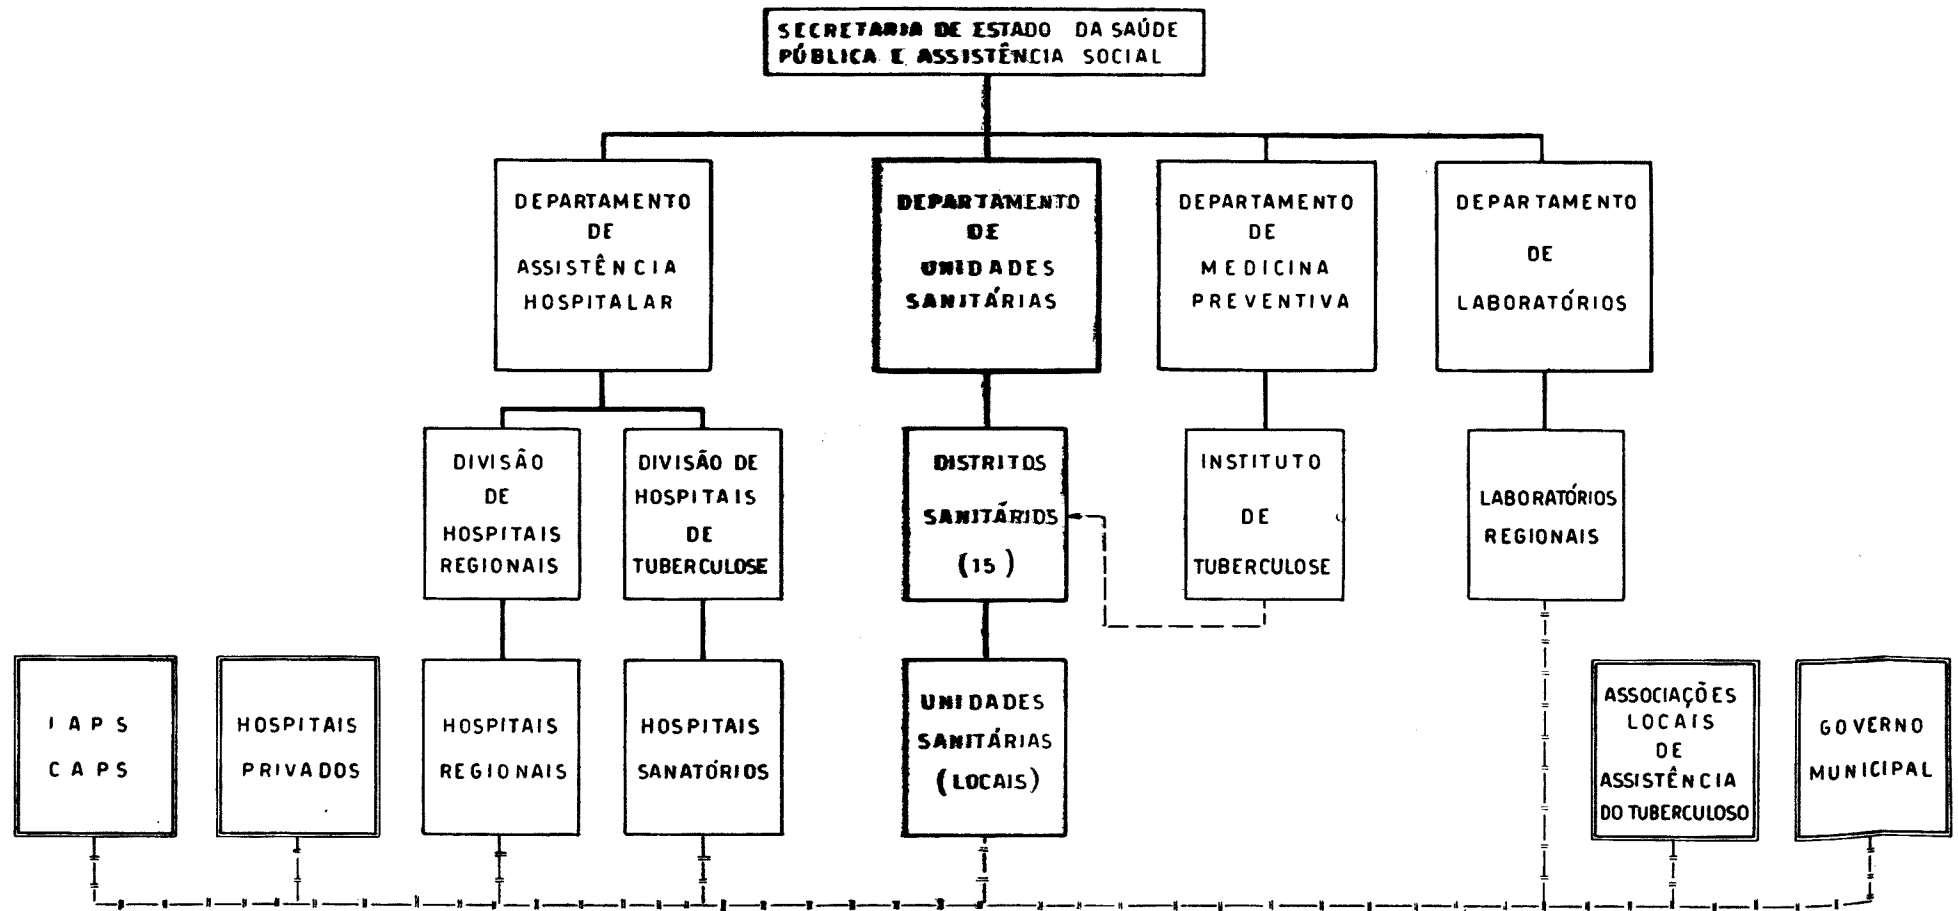 SECRETARIA DE ESTADO DA SAÚDE
PÚBLICA E ASSISTÊNCIA SOCIAL
DEPARTAMENTO
DE
ASSISTÊNCIA
HOSPITALAR
DEPARTAMENTO
DE
UNIDADES
SANITÁRIAS
DEPARTAMENTO
DE
MEDICINA
PREVENTIVA
DEPARTAMENTO
DE
LABORATÓRIOS
DIVISÃO
DE
HOSPITAIS
REGIONAIS
DIVISÃO DE
HOSPITAIS
DE
TUBERCULOSE
DISTRITOS
SANITÁRIOS
(15)
INSTITUTO
DE
TUBERCULOSE
LABORATÓRIOS
REGIONAIS
IAPS
CAPS
HOSPITAIS
PRIVADOS
HOSPITAIS
REGIONAIS
HOSPITAIS
SANATÓRIOS
UNIDADES
SANITÁRIAS
(LOCAIS)
ASSOCIAÇÕES
LOCAIS
DE
ASSISTÊNCIA
DO TUBERCULOSO
GOVERNO
MUNICIPAL